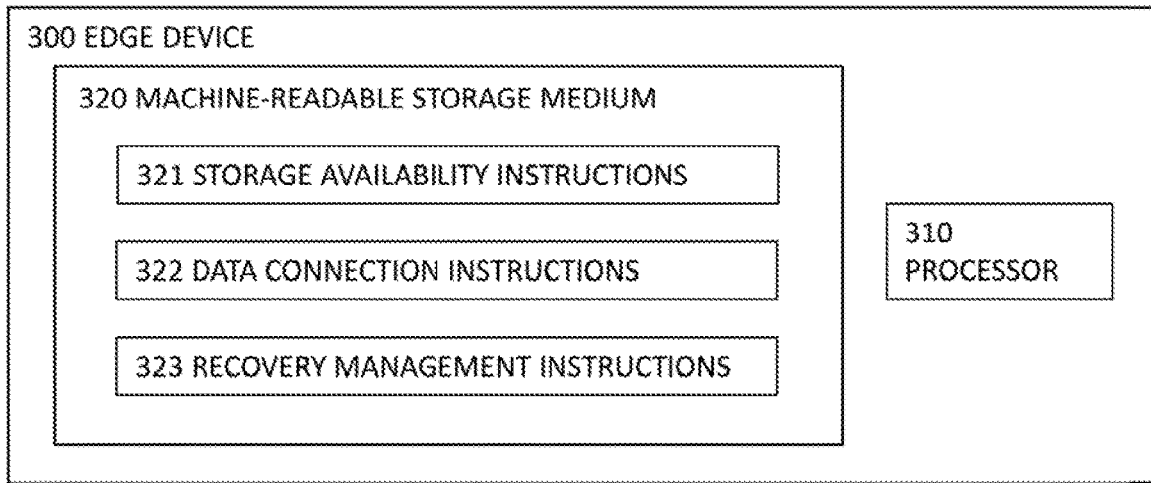 300 EDGE DEVICE
320 MACHINE-READABLE STORAGE MEDIUM
321 STORAGE AVAILABILITY INSTRUCTIONS
322 DATA CONNECTION INSTRUCTIONS
323 RECOVERY MANAGEMENT INSTRUCTIONS
310
PROCESSOR